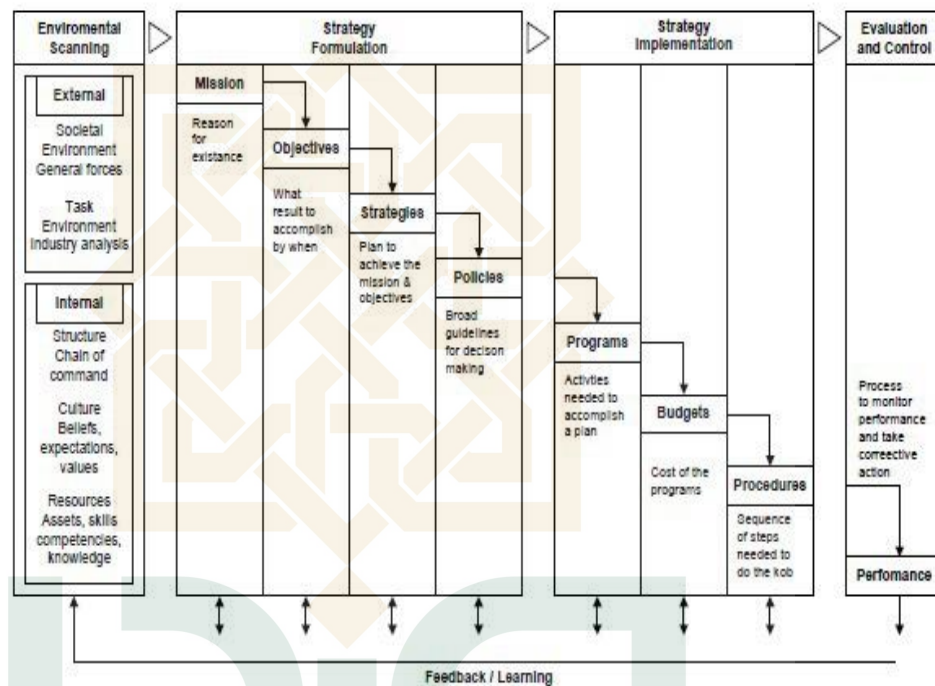 Enviromental
Scanning
Strategy
Formulation
Strategy
Implementation
Evaluation
and Control
External
Societal
Environment
General forces
Task
Environment
Industry analysis
Internal
Structure
Chain of
command
Culture
Beliefs,
expectations,
values
Resources
Assets, skills
competencies,
knowledge
Mission
Reason
for
existance
Objectives
What
result to
accomplish
by when
Strategies
Plan to
achieve the
mission &
objectives
Policies
Broad
guidelines
for decison
making
Programs
Activties
needed to
accomplish
a plan
Budgets
Cost of the
programs
Procedures
Sequence
of steps
needed to
do the kob
Process
to monitor
performance
and take
correective
action
Perfomance
Feedback / Learning